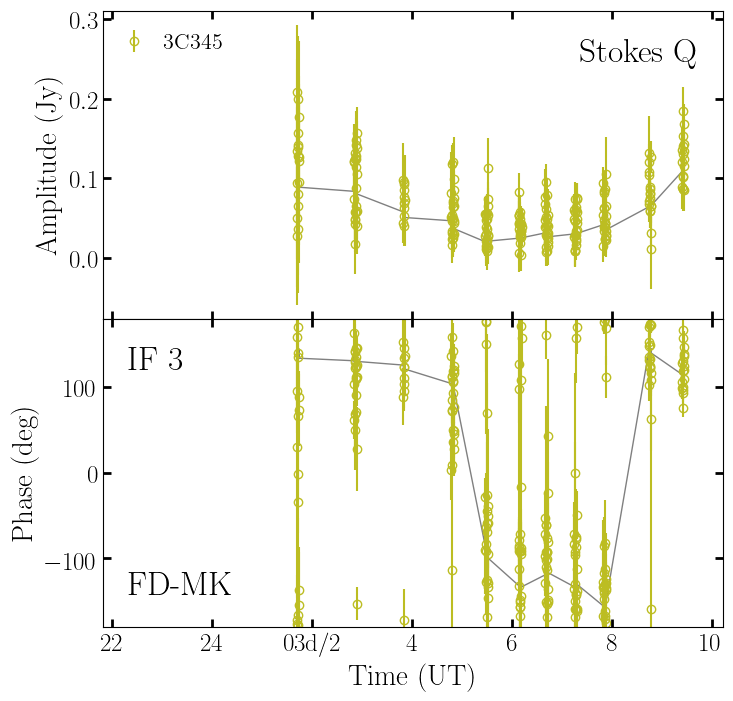 3C345
Stokes Q
0.3
0.2
0.1
0.0
Amplitude (Jy)
IF 3
100
0
−100
Phase (deg)
FD-MK
22 24 03d/2 4 6 8 10
Time (UT)